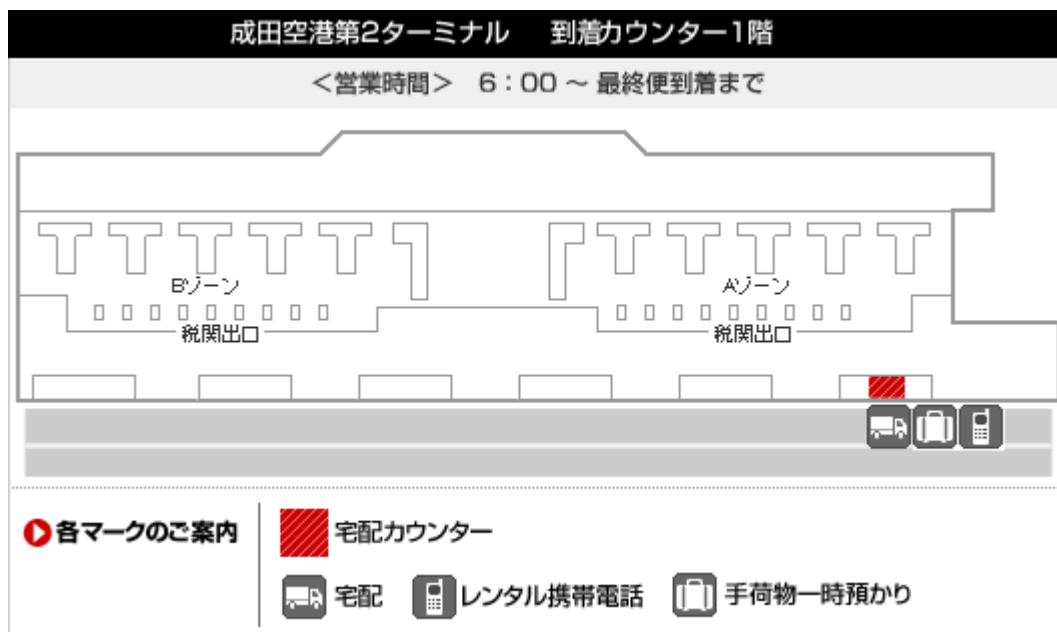 成田空港第2ターミナル 到着カウンター1階
＜営業時間＞ 6：00 ～ 最終便到着まで
Bゾーン
Aゾーン
税関出口
税関出口
各マークのご案内
宅配カウンター
宅配
レンタル携帯電話
手荷物一時預かり